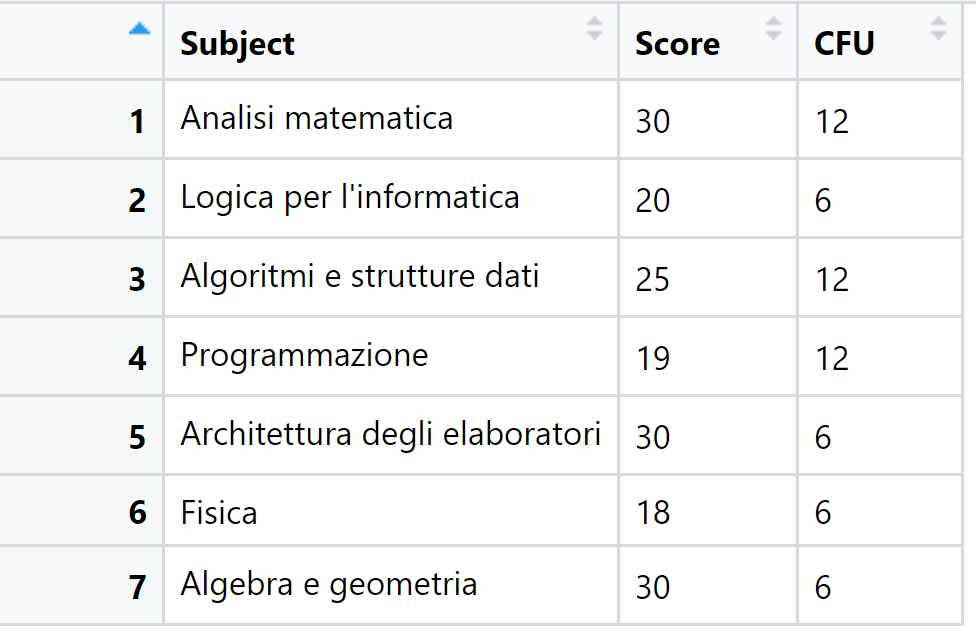 Subject Score CFU
1 Analisi matematica 30 12
2 Logica per l'informatica 20 6
3 Algoritmi e strutture dati 25 12
4 Programmazione 19 12
5 Architettura degli elaboratori 30 6
6 Fisica 18 6
7 Algebra e geometria 30 6